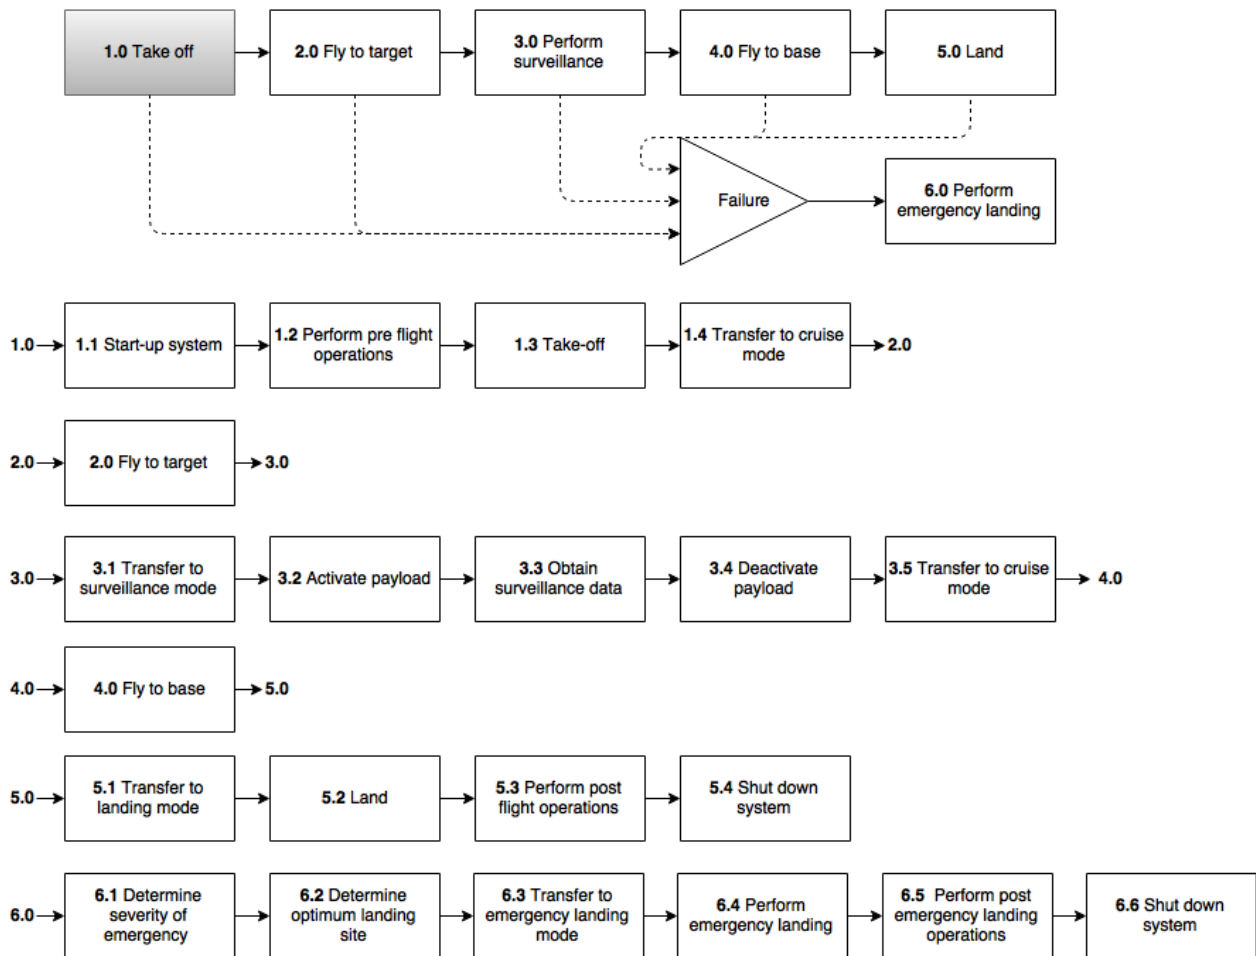 1.0 Take off
2.0 Fly to target
3.0 Perform
surveillance
4.0 Fly to base
5.0 Land
Failure
6.0 Perform
emergency landing
1.0
1.1 Start-up system
1.2 Perform pre flight
operations
1.3 Take-off
1.4 Transfer to cruise
mode
2.0
2.0
2.0 Fly to target
3.0
3.0
3.1 Transfer to
surveillance mode
3.2 Activate payload
3.3 Obtain
surveillance data
3.4 Deactivate
payload
3.5 Transfer to cruise
mode
4.0
4.0
4.0 Fly to base
5.0
5.0
5.1 Transfer to
landing mode
5.2 Land
5.3 Perform post
flight operations
5.4 Shut down
system
6.0
6.1 Determine
severity of
emergency
6.2 Determine
optimum landing
site
6.3 Transfer to
emergency landing
mode
6.4 Perform
emergency landing
6.5 Perform post
emergency landing
operations
6.6 Shut down
system